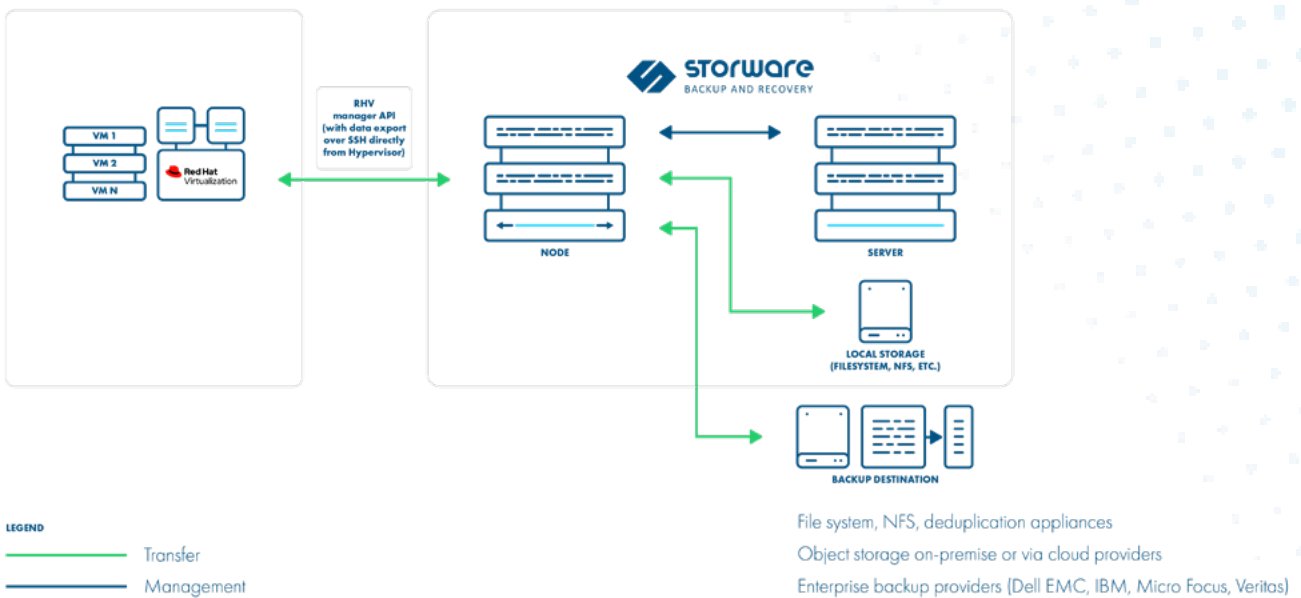 STORWARE
BACKUP AND RECOVERY
RHV
manager API
(with data export
over SSH directly
from Hypervisor)
VM 1
VM 2
VM N
Red Hat
Virtualization
NODE
SERVER
LOCAL STORAGE
(FILESYSTEM, NFS, ETC.)
BACKUP DESTINATION
LEGEND
Transfer
Management
File system, NFS, deduplication appliances
Object storage on-premise or via cloud providers
Enterprise backup providers (Dell EMC, IBM, Micro Focus, Veritas)